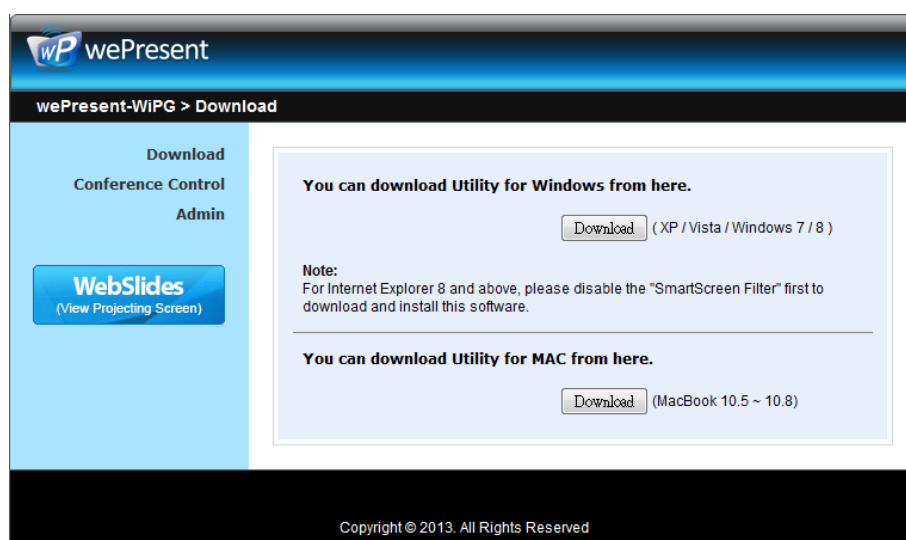 wP wePresent
wePresent-WiPG > Download
Download
Conference Control
Admin
WebSlides
(View Projecting Screen)
You can download Utility for Windows from here.
Download ( XP / Vista / Windows 7 / 8 )
Note:
For Internet Explorer 8 and above, please disable the "SmartScreen Filter" first to
download and install this software.
You can download Utility for MAC from here.
Download (MacBook 10.5 ~ 10.8)
Copyright © 2013. All Rights Reserved